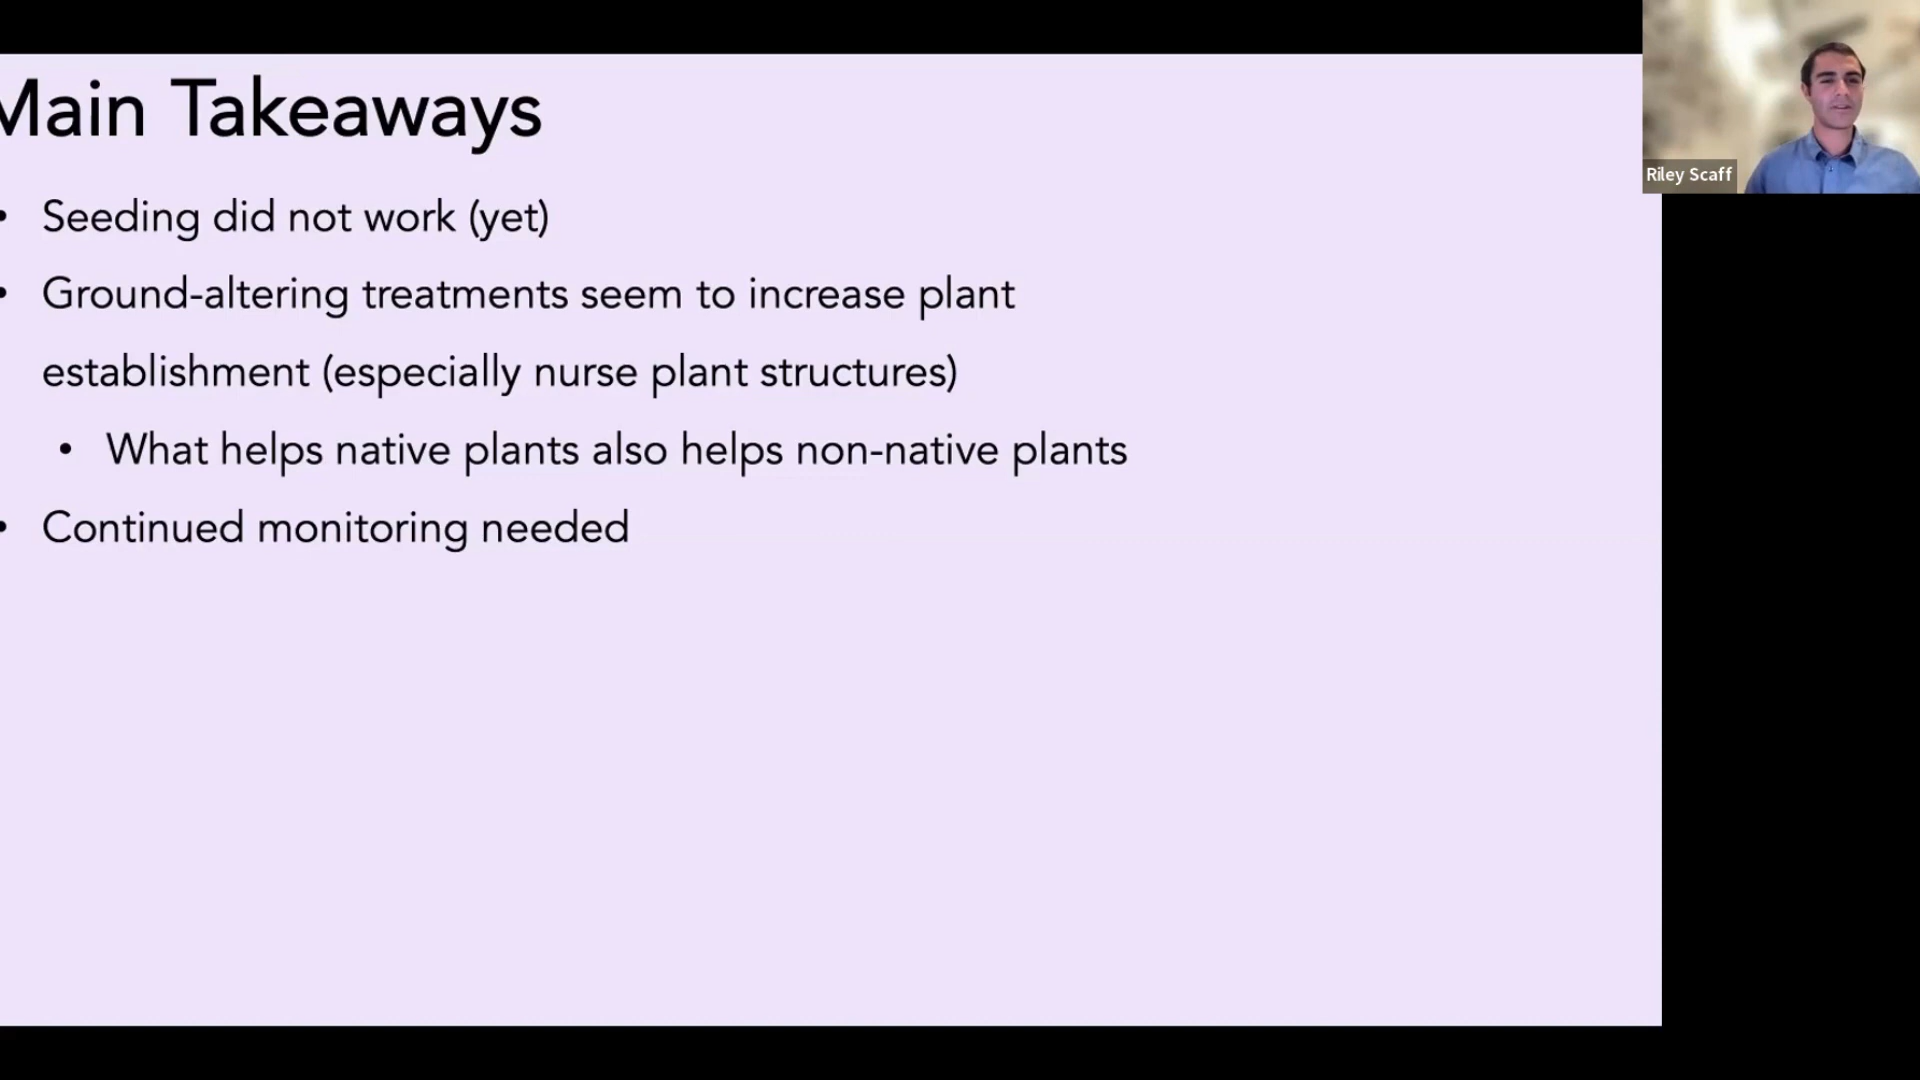 Main Takeaways
Riley Scaff
• Seeding did not work (yet)
• Ground-altering treatments seem to increase plant
establishment (especially nurse plant structures)
• What helps native plants also helps non-native plants
• Continued monitoring needed